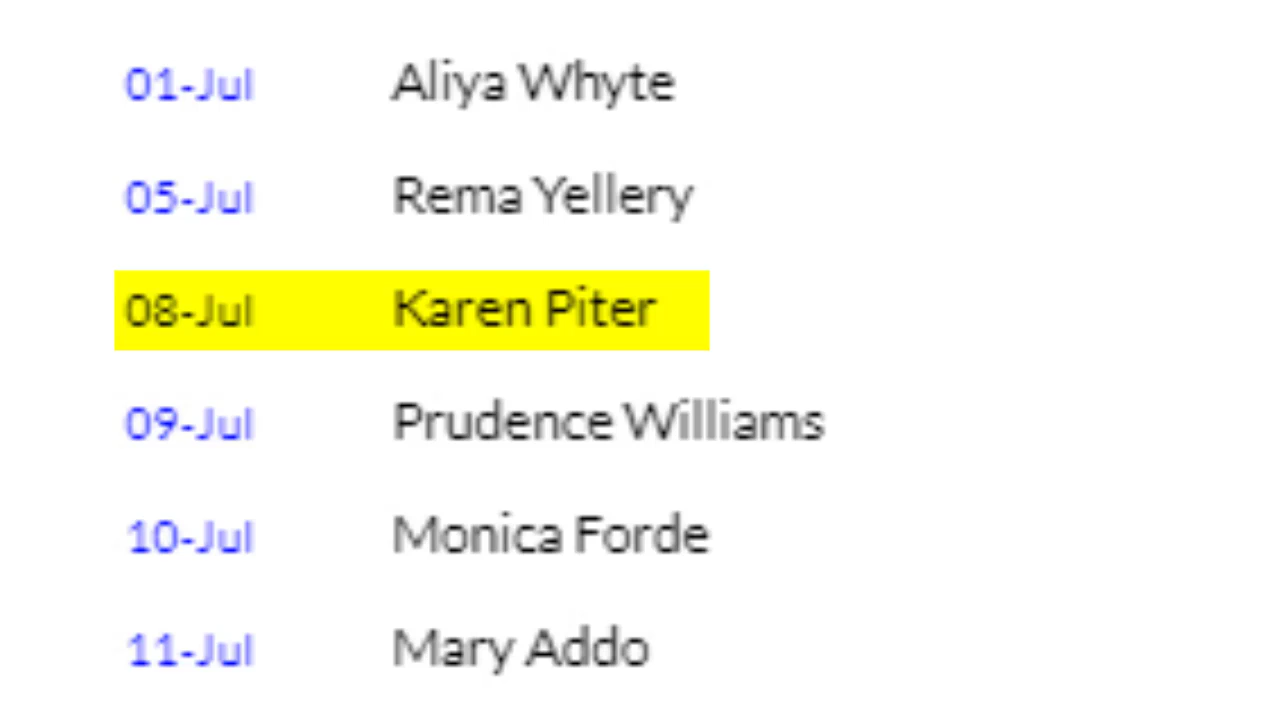 01-Jul Aliya Whyte
05-Jul Rema Yellery
08-Jul Karen Piter
09-Jul Prudence Williams
10-Jul Monica Forde
11-Jul Mary Addo